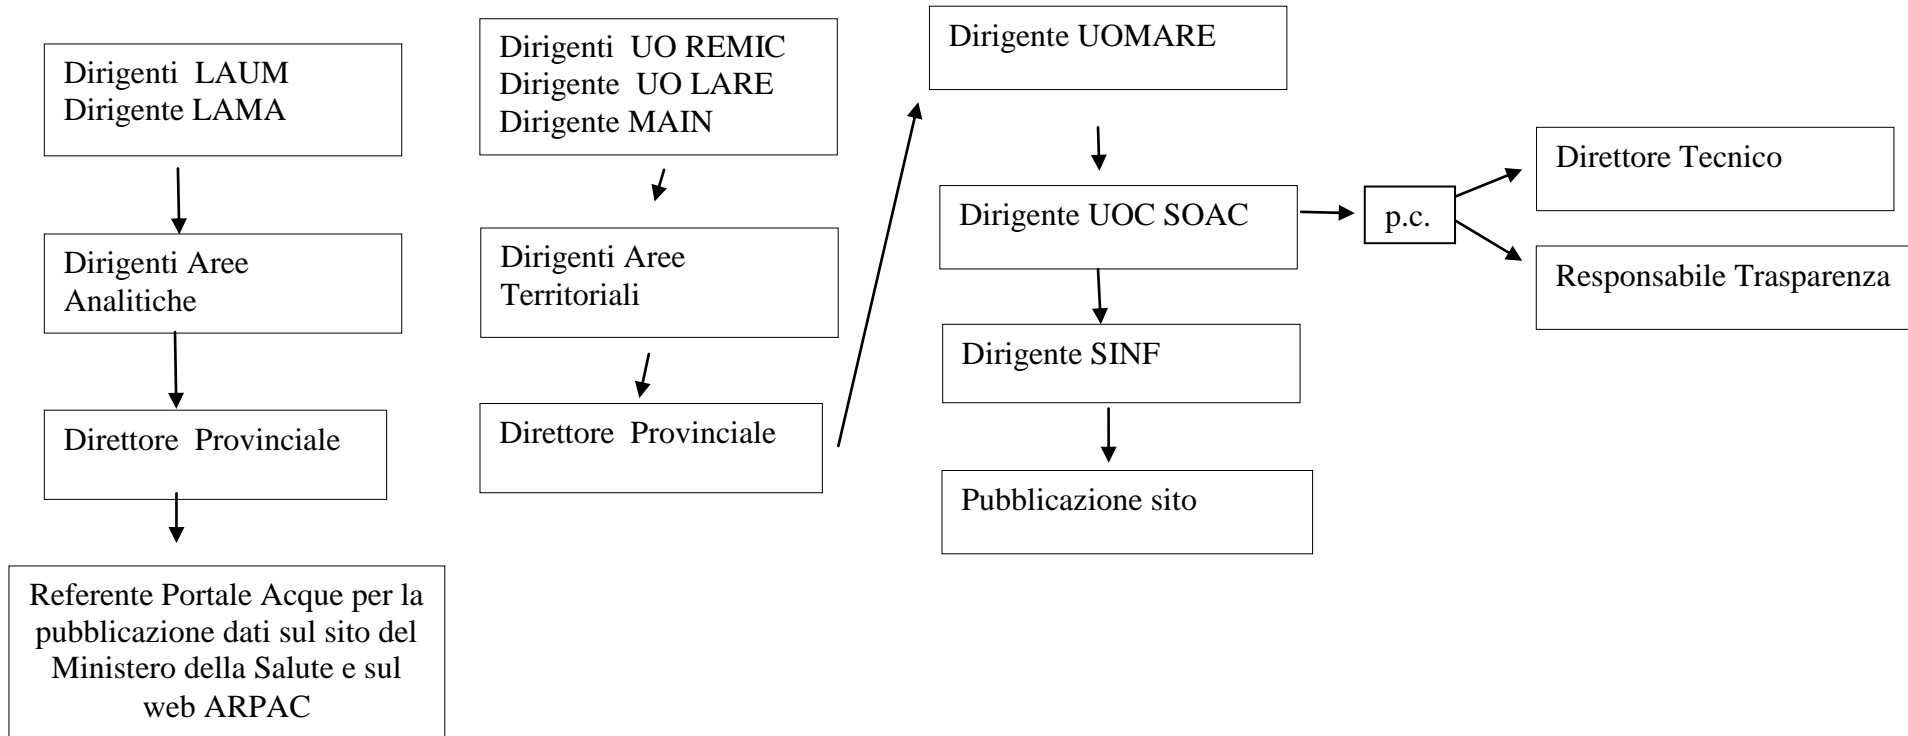 Dirigenti LAUM
Dirigente LAMA
Dirigenti Aree
Analitiche
Direttore Provinciale
Referente Portale Acque per la
pubblicazione dati sul sito del
Ministero della Salute e sul
web ARPAC
Dirigenti UO REMIC
Dirigente UO LARE
Dirigente MAIN
Dirigenti Aree
Territoriali
Direttore Provinciale
Dirigente UOMARE
Dirigente UOC SOAC
Dirigente SINF
Pubblicazione sito
p.c.
Direttore Tecnico
Responsabile Trasparenza